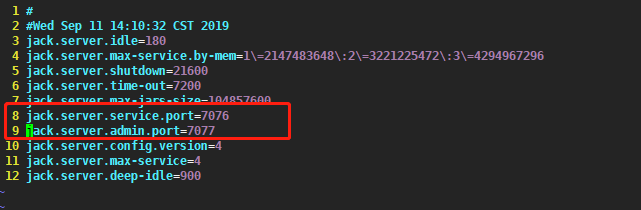 1 #
2 #Wed Sep 11 14:10:32 CST 2019
3 jack.server.idle=180
4 jack.server.max-service.by-mem=1\=2147483648\:2\=3221225472\:3\=4294967296
5 jack.server.shutdown=21600
6 jack.server.time-out=7200
7 jack.server.max-jars-size=104857600
8 jack.server.service.port=7076
9 jack.server.admin.port=7077
10 jack.server.config.version=4
11 jack.server.max-service=4
12 jack.server.deep-idle=900
~
~